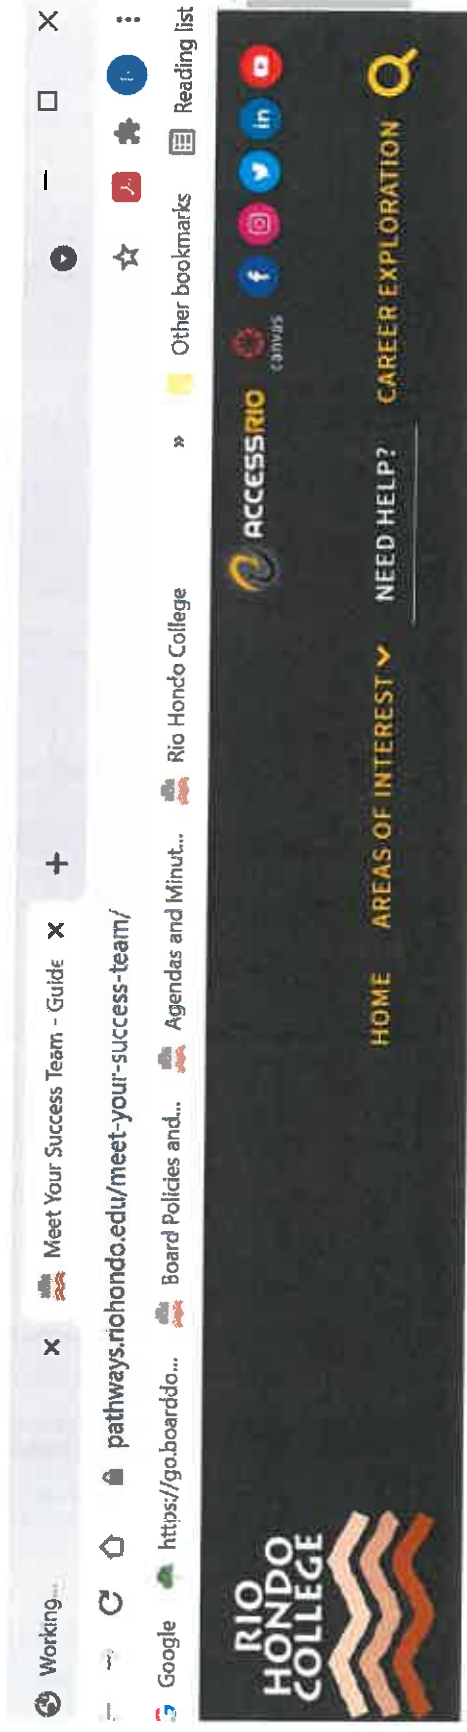 Working...
Meet Your Success Team - Guide
pathways.riohondo.edu/meet-your-success-team/
Google
https://go.boarddo...
Board Policies and...
Agendas and Minut...
Rio Hondo College
»
Other bookmarks
Reading list
RIO
HONDO
COLLEGE
ACCESSRIO
canvas
HOME
AREAS OF INTEREST
NEED HELP?
CAREER EXPLORATION